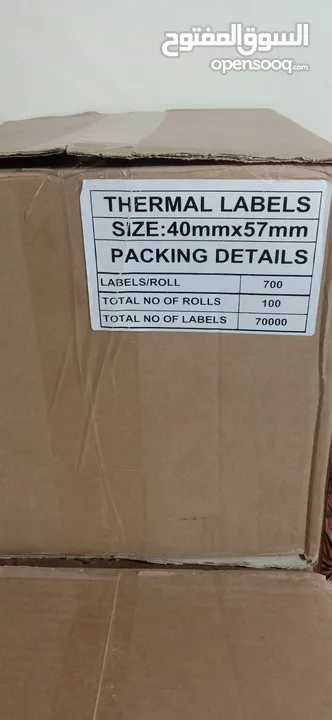 السوق المفتوح
opensooq.com
THERMAL LABELS
SIZE:40mmx57mm
PACKING DETAILS
LABELS/ROLL 700
TOTAL NO OF ROLLS 100
TOTAL NO OF LABELS 70000